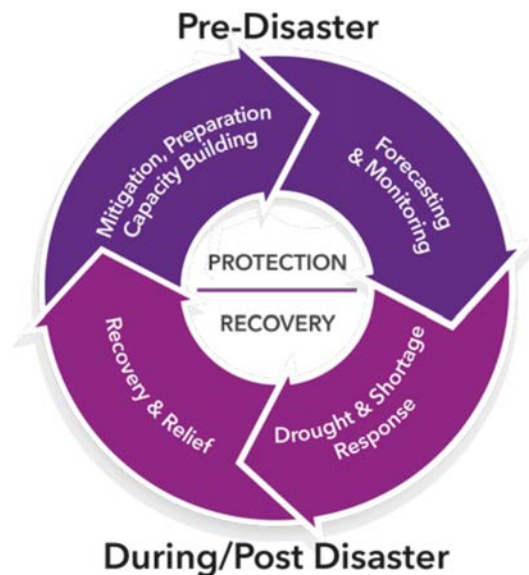 Pre-Disaster
Mitigation, Preparation
Capacity Building
Forecasting
& Monitoring
PROTECTION
RECOVERY
Recovery & Relief
Drought & Shortage
Response
During/Post Disaster